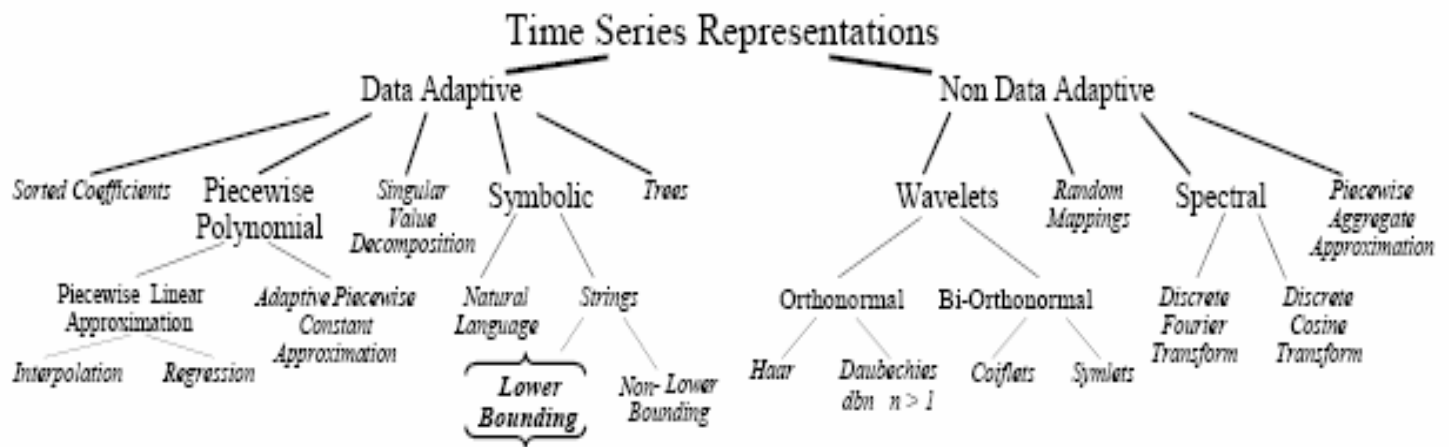 Time Series Representations
Data Adaptive
Non Data Adaptive
Sorted Coefficients
Piecewise
Polynomial
Singular
Value
Decomposition
Symbolic
Trees
Wavelets
Random
Mappings
Spectral
Piecewise
Aggregate
Approximation
Piecewise Linear
Approximation
Adaptive Piecewise
Constant
Approximation
Natural
Language
Strings
Orthonormal
Bi-Orthonormal
Discrete
Fourier
Transform
Discrete
Cosine
Transform
Interpolation
Regression
Lower
Bounding
Non- Lower
Bounding
Haar
Daubechies
dbn n > 1
Coiflets
Symlets